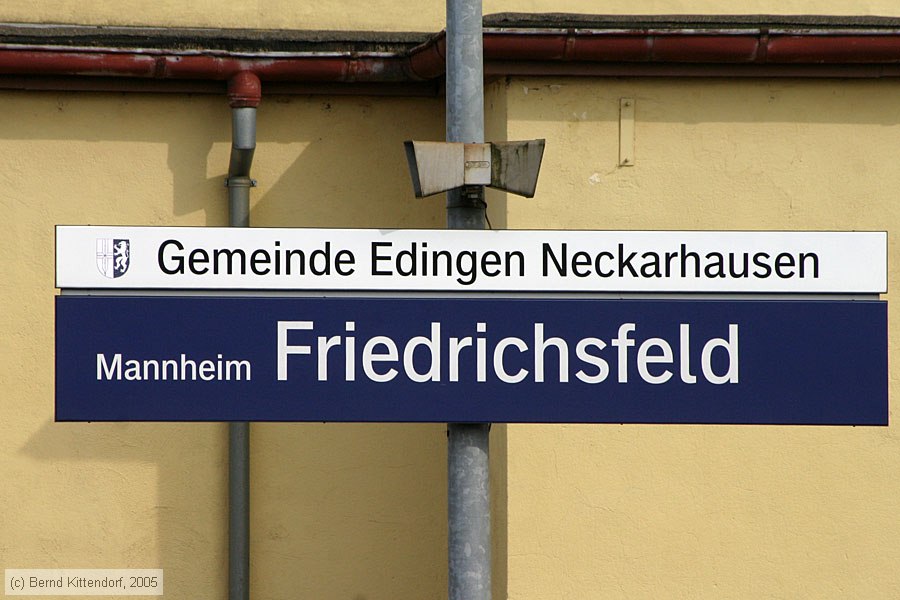 Gemeinde Edingen Neckarhausen
Mannheim Friedrichsfeld
(c) Bernd Kittendorf, 2005